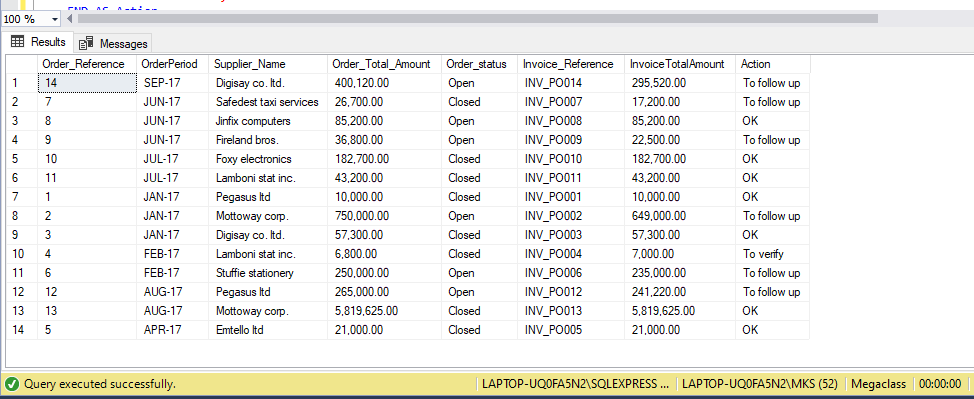 END AS Action
100 %
Results Messages
Order_Reference OrderPeriod Supplier_Name Order_Total_Amount Order_status Invoice_Reference InvoiceTotalAmount Action
1 14 SEP-17 Digisay co. ltd. 400,120.00 Open INV_PO014 295,520.00 To follow up
2 7 JUN-17 Safedest taxi services 26,700.00 Closed INV_PO007 17,200.00 To follow up
3 8 JUN-17 Jinfix computers 85,200.00 Open INV_PO008 85,200.00 OK
4 9 JUN-17 Fireland bros. 36,800.00 Open INV_PO009 22,500.00 To follow up
5 10 JUL-17 Foxy electronics 182,700.00 Closed INV_PO010 182,700.00 OK
6 11 JUL-17 Lamboni stat inc. 43,200.00 Closed INV_PO011 43,200.00 OK
7 1 JAN-17 Pegasus ltd 10,000.00 Closed INV_PO001 10,000.00 OK
8 2 JAN-17 Mottoway corp. 750,000.00 Open INV_PO002 649,000.00 To follow up
9 3 JAN-17 Digisay co. ltd. 57,300.00 Closed INV_PO003 57,300.00 OK
10 4 FEB-17 Lamboni stat inc. 6,800.00 Closed INV_PO004 7,000.00 To verify
11 6 FEB-17 Stuffie stationery 250,000.00 Open INV_PO006 235,000.00 To follow up
12 12 AUG-17 Pegasus ltd 265,000.00 Open INV_PO012 241,220.00 To follow up
13 13 AUG-17 Mottoway corp. 5,819,625.00 Closed INV_PO013 5,819,625.00 OK
14 5 APR-17 Emtello ltd 21,000.00 Closed INV_PO005 21,000.00 OK
Query executed successfully. LAPTOP-UQ0FA5N2\SQLEXPRESS ... LAPTOP-UQ0FA5N2\MKS (52) Megaclass 00:00:00